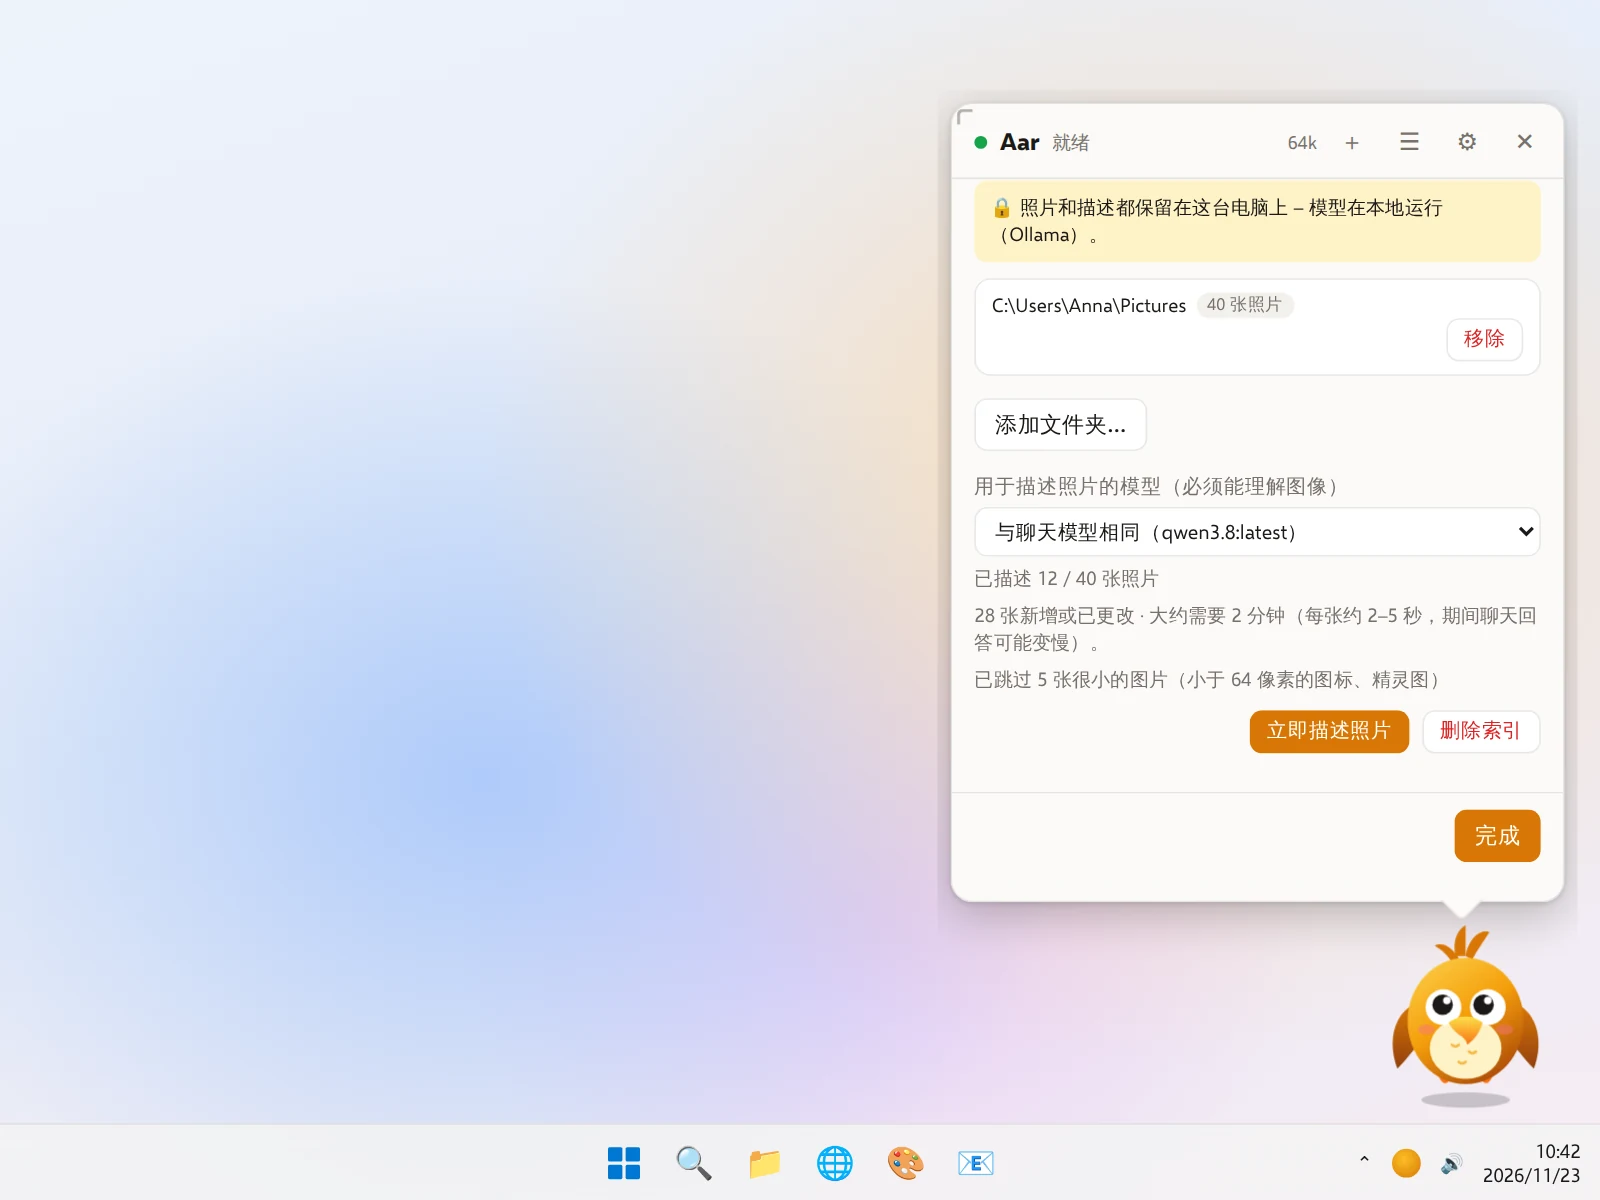 Aar 就绪 64k
🔒 照片和描述都保留在这台电脑上 – 模型在本地运行
（Ollama）。
C:\Users\Anna\Pictures 40 张照片
移除
添加文件夹...
用于描述照片的模型（必须能理解图像）
与聊天模型相同（qwen3.8:latest）
已描述 12 / 40 张照片
28 张新增或已更改 · 大约需要 2 分钟（每张约 2–5 秒，期间聊天回
答可能变慢）。
已跳过 5 张很小的图片（小于 64 像素的图标、精灵图）
立即描述照片 删除索引
完成
10:42
2026/11/23